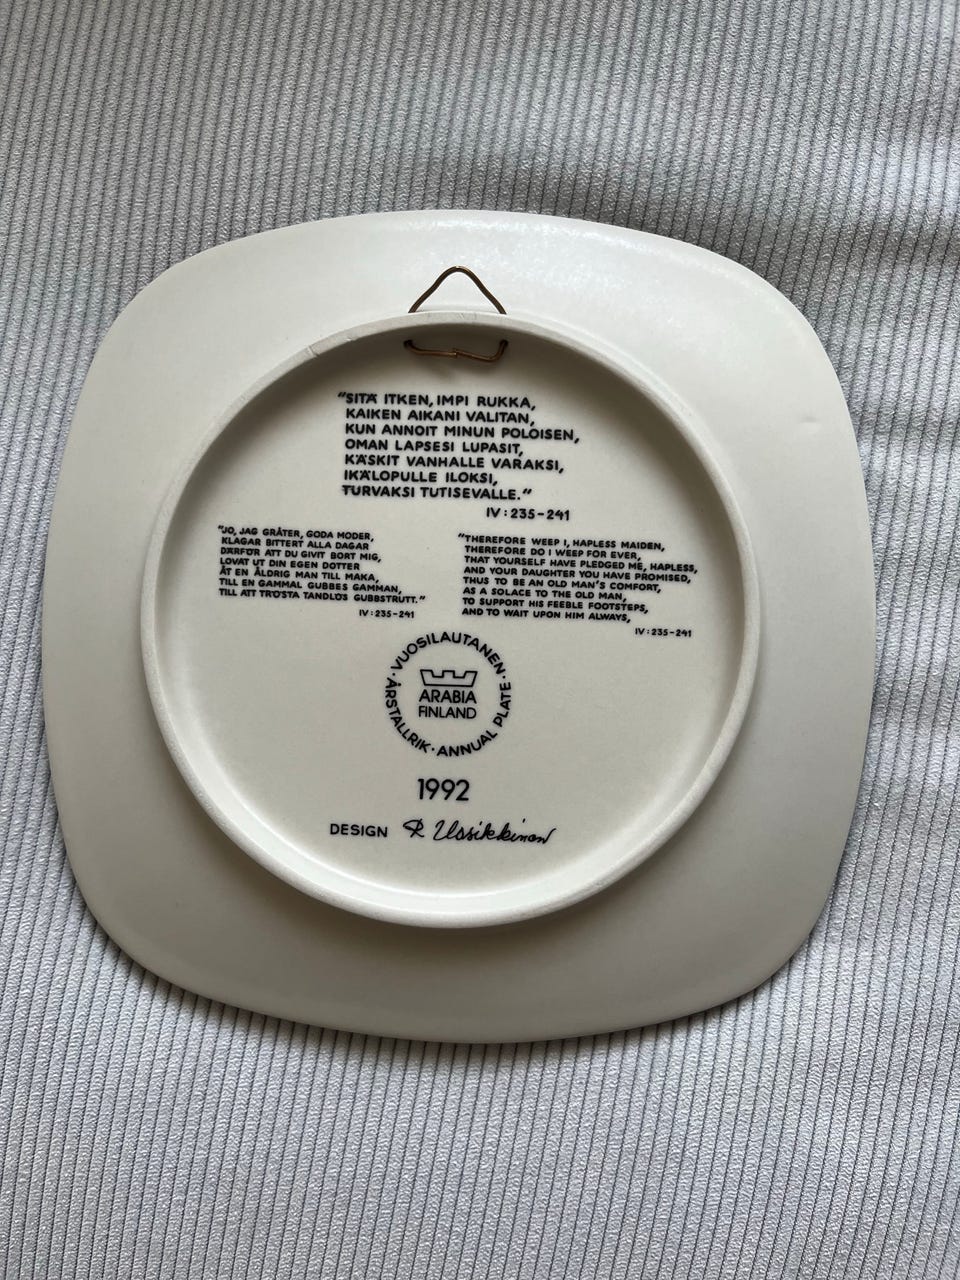 "SITÄ ITKEN, IMPI RUKKA,
KAIKEN AIKANI VALITAN,
KUN ANNOIT MINUN POLOISEN,
OMAN LAPSESI LUPASIT,
KÄSKIT VANHALLE VARAKSI,
IKÄLOPULLE ILOKSI,
TURVAKSI TUTISEVALLE."
IV : 235-241
"JO, JAG GRÅTER, GODA MODER,
KLAGAR BITTERT ALLA DAGAR
DÄRFÖR ATT DU GIVIT BORT MIG,
LOVAT UT DIN EGEN DOTTER
ÅT EN ÅLDRIG MAN TILL MAKA,
TILL EN GAMMAL GUBBES GAMMAN,
TILL ATT TRÖSTA TANDLÖS GUBBSTRUTT."
IV : 235-241
"THEREFORE WEEP I, HAPLESS MAIDEN,
THEREFORE DO I WEEP FOR EVER,
THAT YOURSELF HAVE PLEDGED ME, HAPLESS,
AND YOUR DAUGHTER YOU HAVE PROMISED,
THUS TO BE AN OLD MAN'S COMFORT,
AS A SOLACE TO THE OLD MAN,
TO SUPPORT HIS FEEBLE FOOTSTEPS,
AND TO WAIT UPON HIM ALWAYS,
IV : 235-241
· VUOSILAUTANEN · ANNUAL PLATE · ÅRSTALLRIK
ARABIA
FINLAND
1992
DESIGN R Uosikkinen